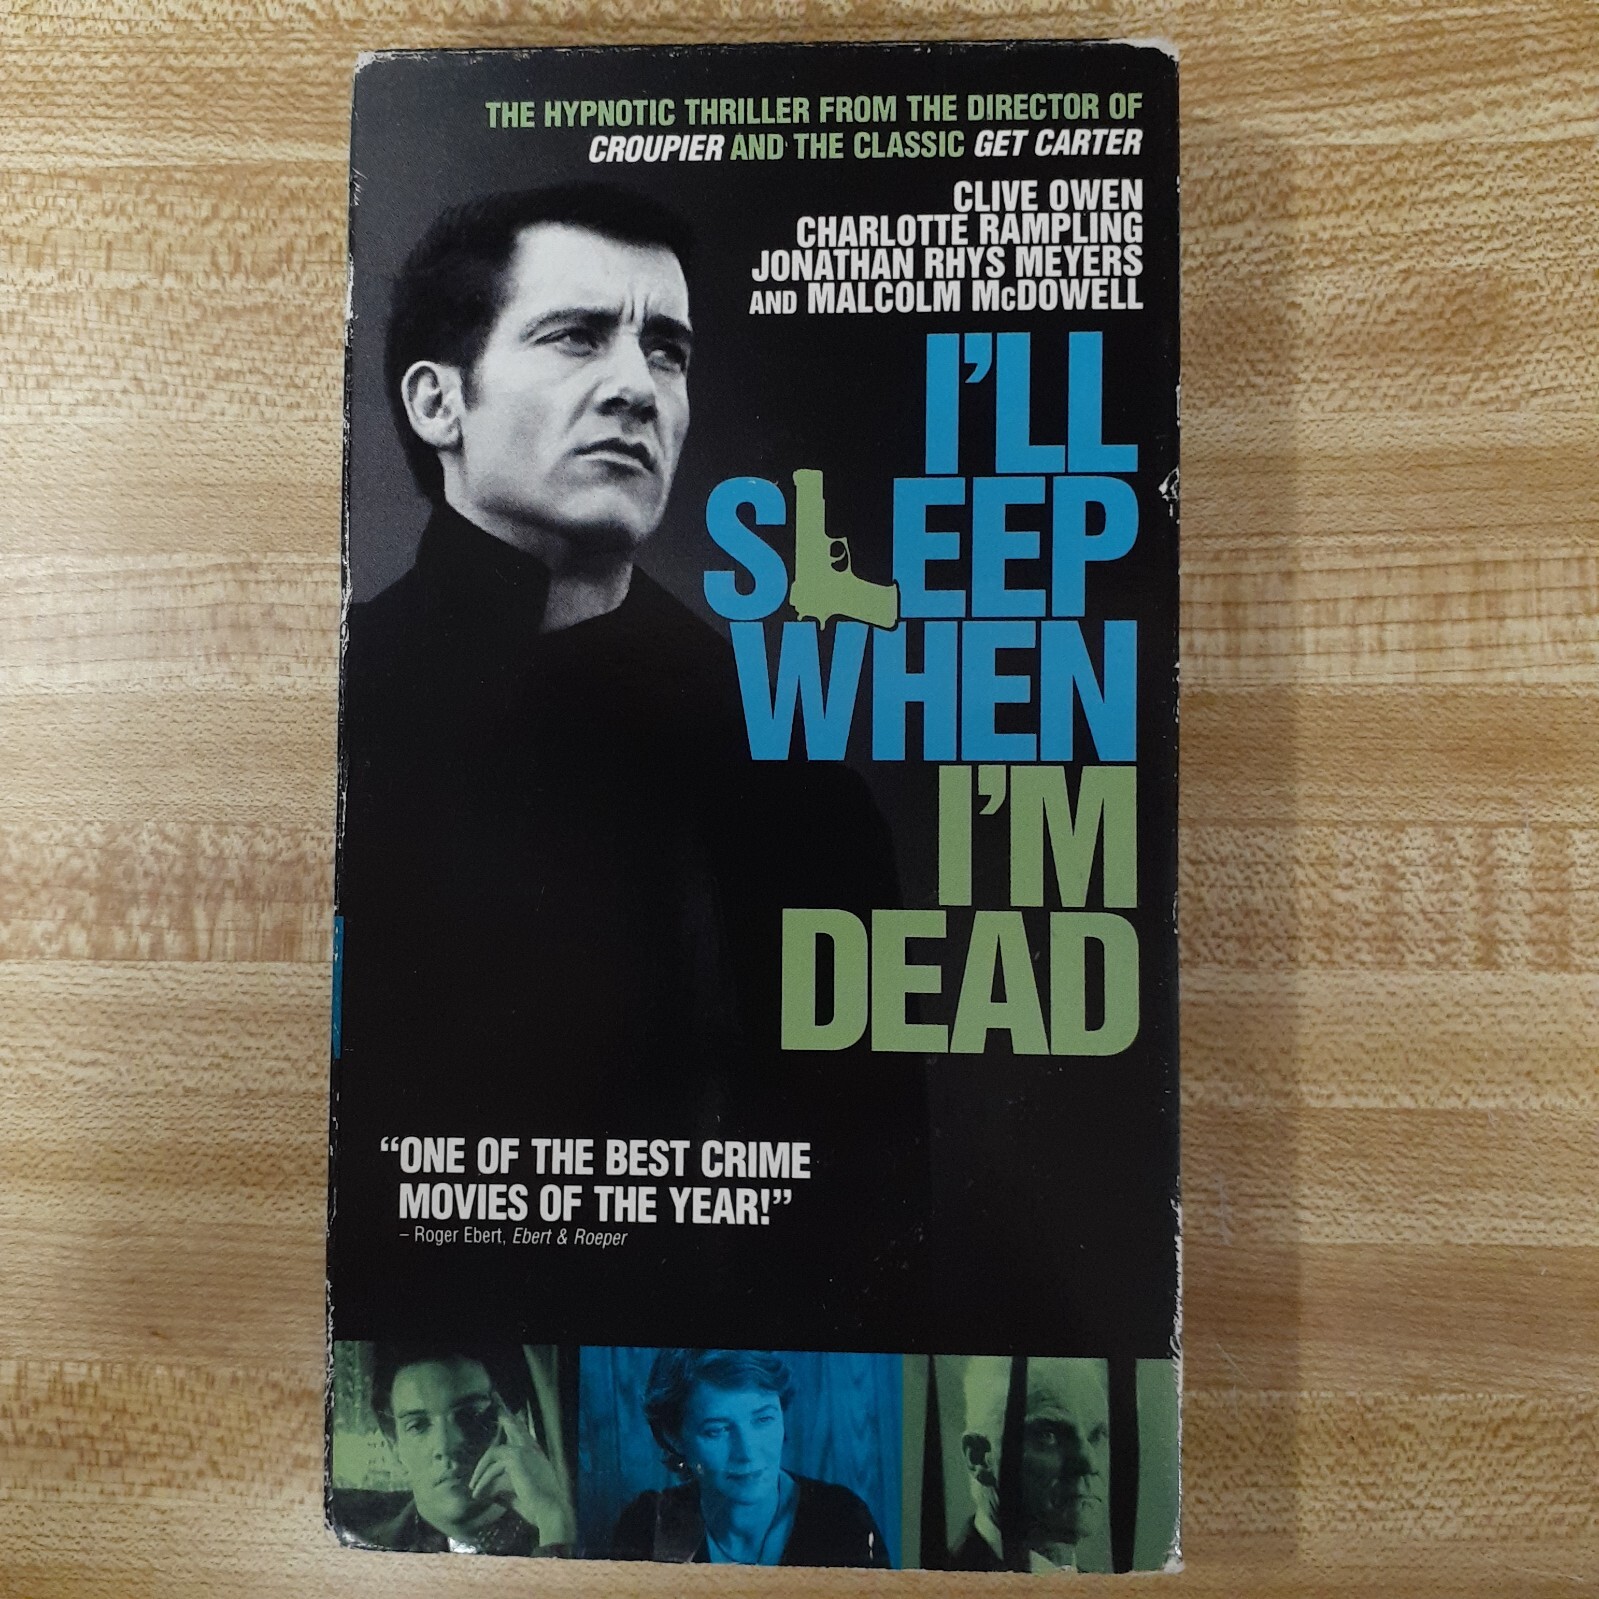 THE HYPNOTIC THRILLER FROM THE DIRECTOR OF
CROUPIER AND THE CLASSIC GET CARTER
CLIVE OWEN
CHARLOTTE RAMPLING
JONATHAN RHYS MEYERS
AND MALCOLM McDOWELL
I'LL
SLEEP
WHEN
I'M
DEAD
“ONE OF THE BEST CRIME
MOVIES OF THE YEAR!”
– Roger Ebert, Ebert & Roeper